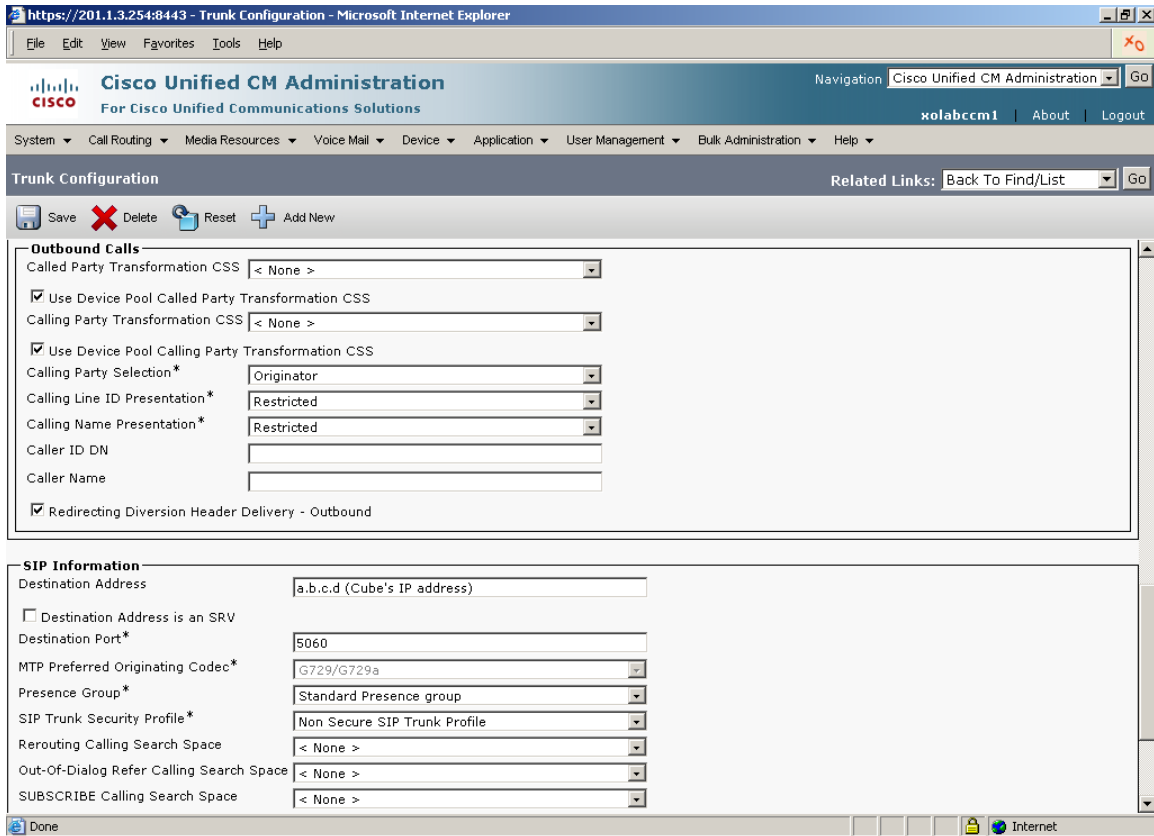 https://201.1.3.254:8443 - Trunk Configuration - Microsoft Internet Explorer
File Edit View Favorites Tools Help
Cisco Unified CM Administration
For Cisco Unified Communications Solutions
CISCO
Navigation Cisco Unified CM Administration Go
xolabccm1 About Logout
System Call Routing Media Resources Voice Mail Device Application User Management Bulk Administration Help
Trunk Configuration
Related Links: Back To Find/List Go
Save Delete Reset Add New
Outbound Calls
Called Party Transformation CSS < None >
Use Device Pool Called Party Transformation CSS
Calling Party Transformation CSS < None >
Use Device Pool Calling Party Transformation CSS
Calling Party Selection* Originator
Calling Line ID Presentation* Restricted
Calling Name Presentation* Restricted
Caller ID DN
Caller Name
Redirecting Diversion Header Delivery - Outbound
SIP Information
Destination Address a.b.c.d (Cube's IP address)
Destination Address is an SRV
Destination Port* 5060
MTP Preferred Originating Codec* G729/G729a
Presence Group* Standard Presence group
SIP Trunk Security Profile* Non Secure SIP Trunk Profile
Rerouting Calling Search Space < None >
Out-Of-Dialog Refer Calling Search Space < None >
SUBSCRIBE Calling Search Space < None >
Done Internet